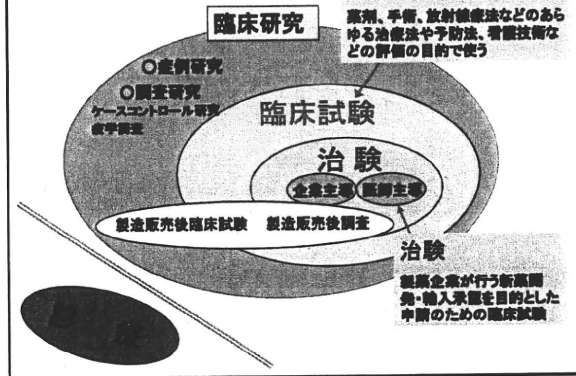 臨床研究
薬剤、手術、放射線療法などのあら
ゆる治療法や予防法、看護技術な
どの評価の目的で使う
○症例研究
○調査研究
ケースコントロール研究
疫学調査
臨床試験
治験
企業主導
医師主導
製造販売後臨床試験 製造販売後調査
治験
製薬企業が行う新薬開
発・輸入承認を目的とした
申請のための臨床試験